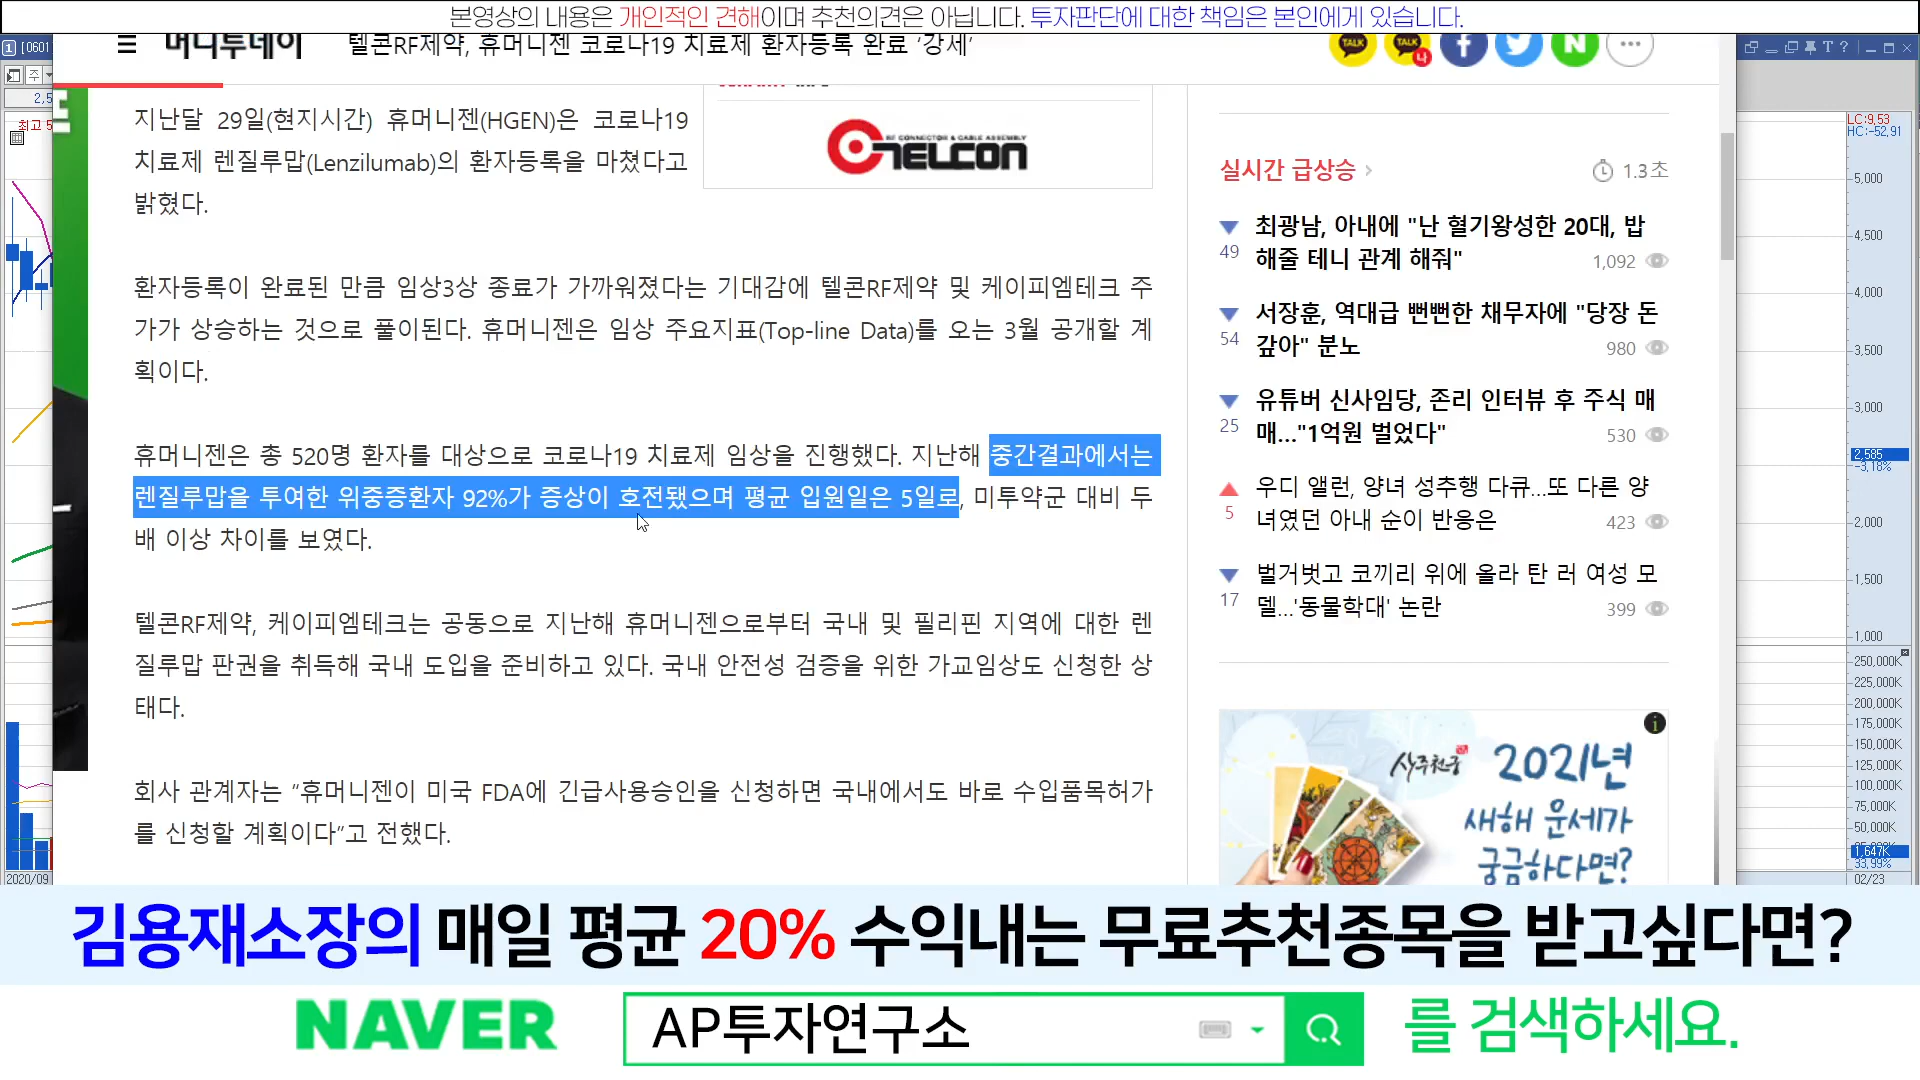 본영상의 내용은 개인적인 견해이며 추천의견은 아닙니다. 투자판단에 대한 책임은 본인에게 있습니다.
1 [0601
머니투데이
텔콘RF제약, 휴머니젠 코로나19 치료제 환자등록 완료 ‘강세’
TALK TALK
주
2,5
최고 5
지난달 29일(현지시간) 휴머니젠(HGEN)은 코로나19
치료제 렌질루맙(Lenzilumab)의 환자등록을 마쳤다고
밝혔다.
RF CONNECTOR & CABLE ASSEMBLY
TELCON
환자등록이 완료된 만큼 임상3상 종료가 가까워졌다는 기대감에 텔콘RF제약 및 케이피엠테크 주
가가 상승하는 것으로 풀이된다. 휴머니젠은 임상 주요지표(Top-line Data)를 오는 3월 공개할 계
획이다.
휴머니젠은 총 520명 환자를 대상으로 코로나19 치료제 임상을 진행했다. 지난해 중간결과에서는
렌질루맙을 투여한 위중증환자 92%가 증상이 호전됐으며 평균 입원일은 5일로, 미투약군 대비 두
배 이상 차이를 보였다.
텔콘RF제약, 케이피엠테크는 공동으로 지난해 휴머니젠으로부터 국내 및 필리핀 지역에 대한 렌
질루맙 판권을 취득해 국내 도입을 준비하고 있다. 국내 안전성 검증을 위한 가교임상도 신청한 상
태다.
회사 관계자는 “휴머니젠이 미국 FDA에 긴급사용승인을 신청하면 국내에서도 바로 수입품목허가
를 신청할 계획이다”고 전했다.
실시간 급상승 1.3초
최광남, 아내에 "난 혈기왕성한 20대, 밥
49 해줄 테니 관계 해줘" 1,092
서장훈, 역대급 뻔뻔한 채무자에 "당장 돈
54 갚아" 분노 980
유튜버 신사임당, 존리 인터뷰 후 주식 매
25 매..."1억원 벌었다" 530
우디 앨런, 양녀 성추행 다큐...또 다른 양
5 녀였던 아내 순이 반응은 423
벌거벗고 코끼리 위에 올라 탄 러 여성 모
17 델...'동물학대' 논란 399
사주천궁
2021년
새해 운세가
궁금하다면?
LC:9,53
HC:-52,91
5,000
4,500
4,000
3,500
3,000
2,585
-3,18%
2,000
1,500
1,000
250,000K
225,000K
200,000K
175,000K
150,000K
125,000K
100,000K
75,000K
50,000K
1,647K
33,99%
2020/09
02/23
김용재소장의 매일 평균 20% 수익내는 무료추천종목을 받고싶다면?
NAVER AP투자연구소 를 검색하세요.